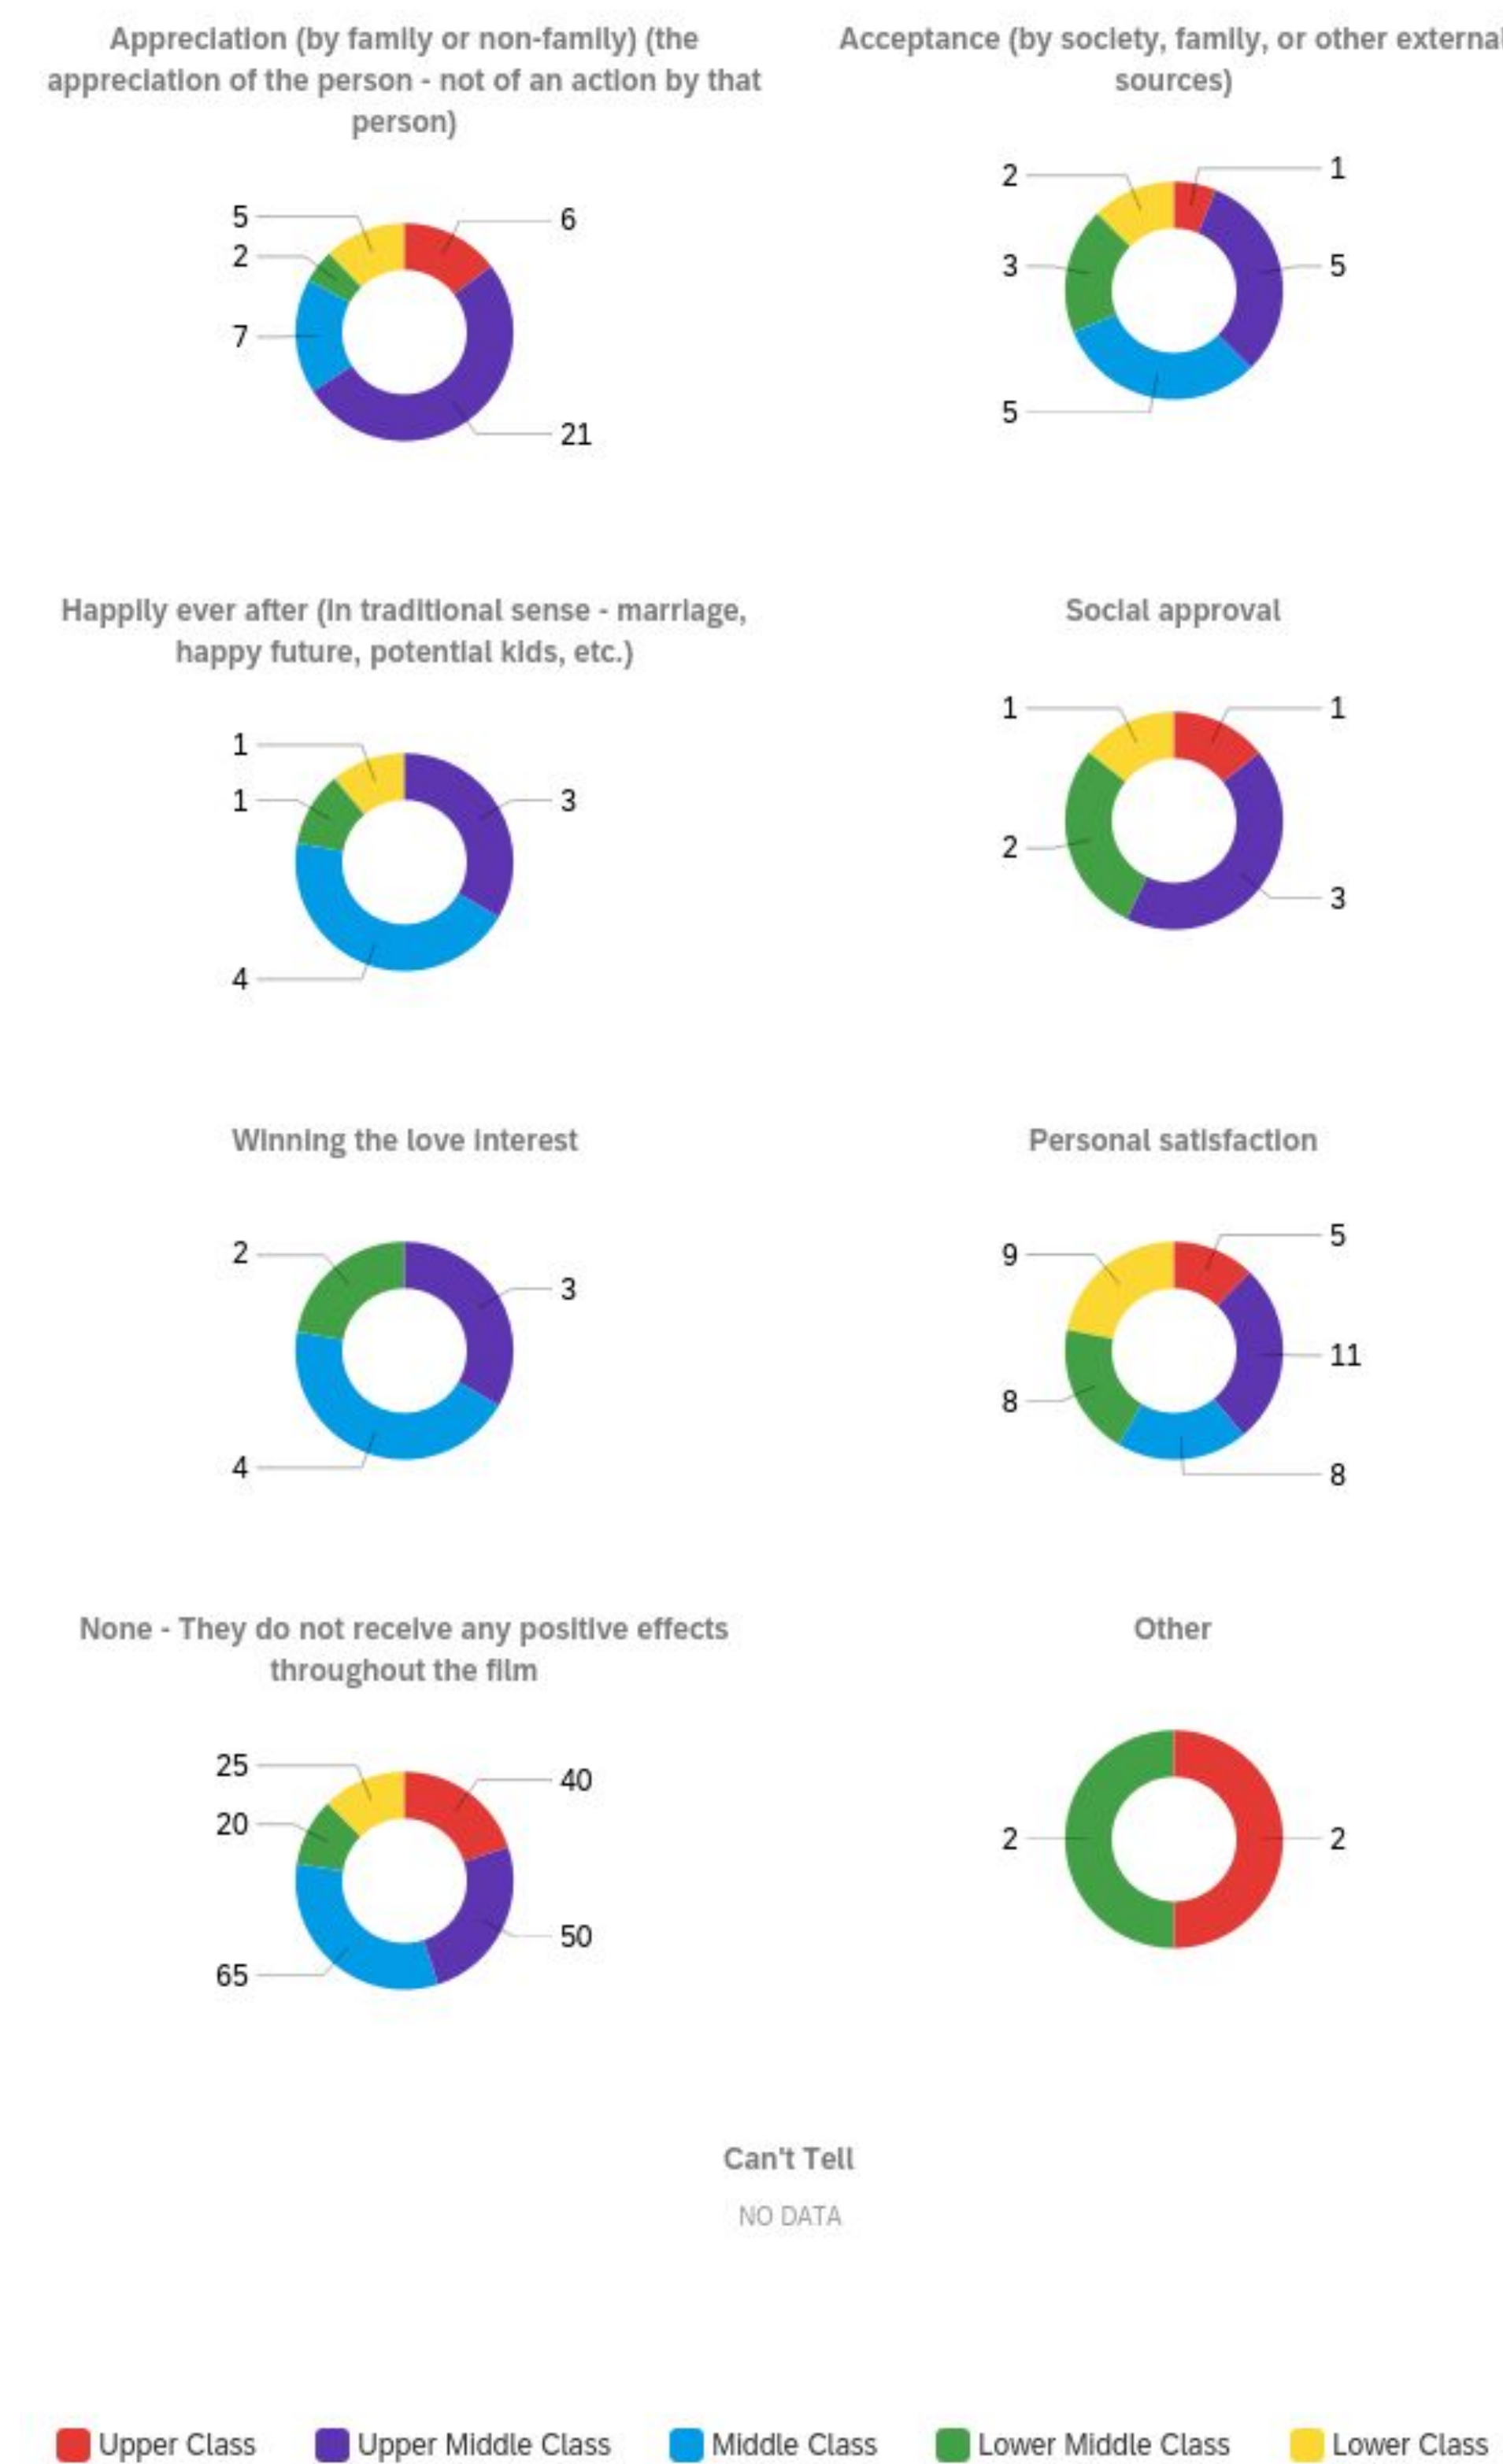 Appreciation (by family or non-family) (the
appreciation of the person - not of an action by that
person)
5
6
2
7
21
Acceptance (by society, family, or other external
sources)
2
1
3
5
5
Happily ever after (in traditional sense - marriage,
happy future, potential kids, etc.)
1
1
3
4
Social approval
1
1
2
3
Winning the love interest
2
3
4
Personal satisfaction
9
5
11
8
8
None - They do not receive any positive effects
throughout the film
25
40
20
50
65
Other
2
2
Can't Tell
NO DATA
Upper Class
Upper Middle Class
Middle Class
Lower Middle Class
Lower Class